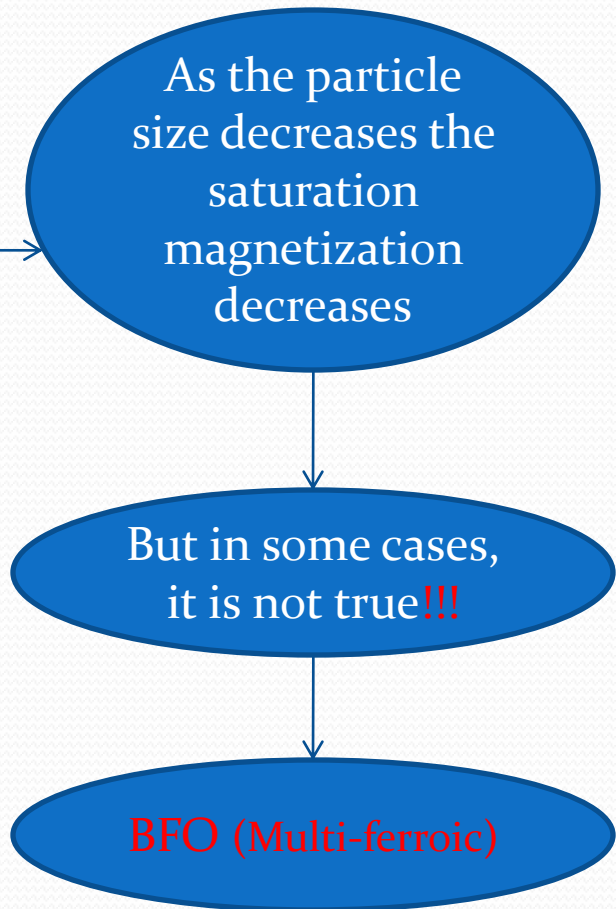 As the particle
size decreases the
saturation
magnetization
decreases
But in some cases,
it is not true!!!
BFO (Multi-ferroic)